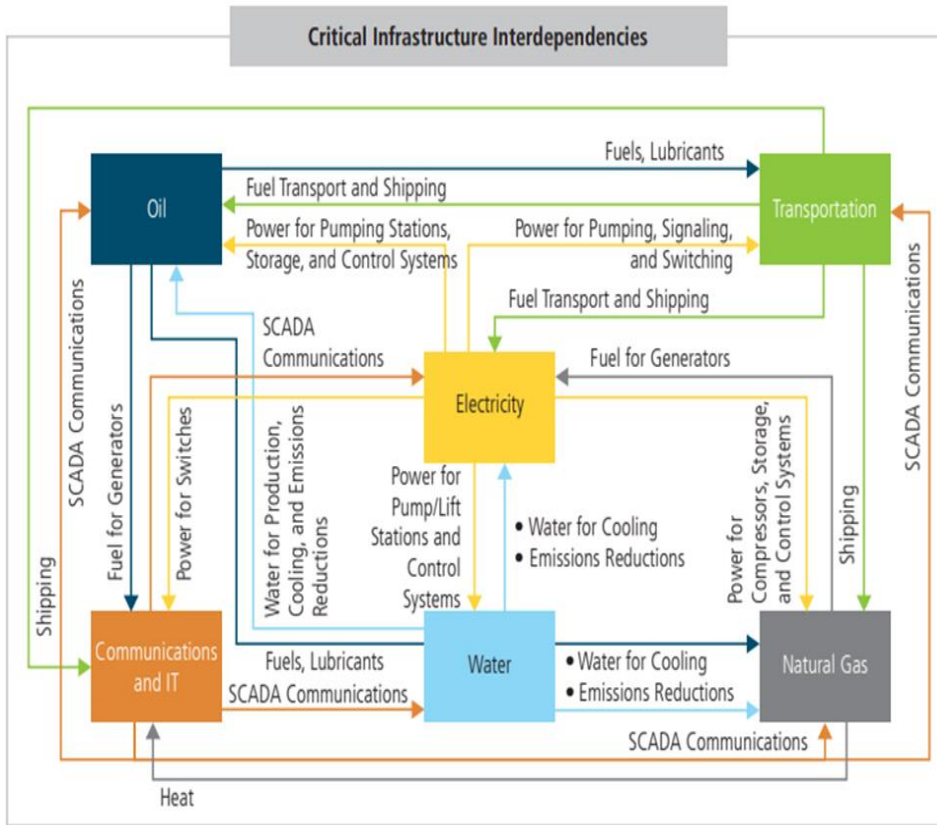 Critical Infrastructure Interdependencies
Fuels, Lubricants
Oil
Fuel Transport and Shipping
Transportation
Power for Pumping Stations,
Storage, and Control Systems
Power for Pumping, Signaling,
and Switching
Fuel Transport and Shipping
SCADA
Communications
Fuel for Generators
Electricity
SCADA Communications
Fuel for Generators
Power for Switches
Water for Production,
Cooling, and Emissions
Reductions
Power for
Pump/Lift
Stations and
Control
Systems
• Water for Cooling
• Emissions Reductions
Power for
Compressors, Storage,
and Control Systems
Shipping
SCADA Communications
Shipping
Communications
and IT
Fuels, Lubricants
SCADA Communications
Water
• Water for Cooling
• Emissions Reductions
Natural Gas
SCADA Communications
Heat